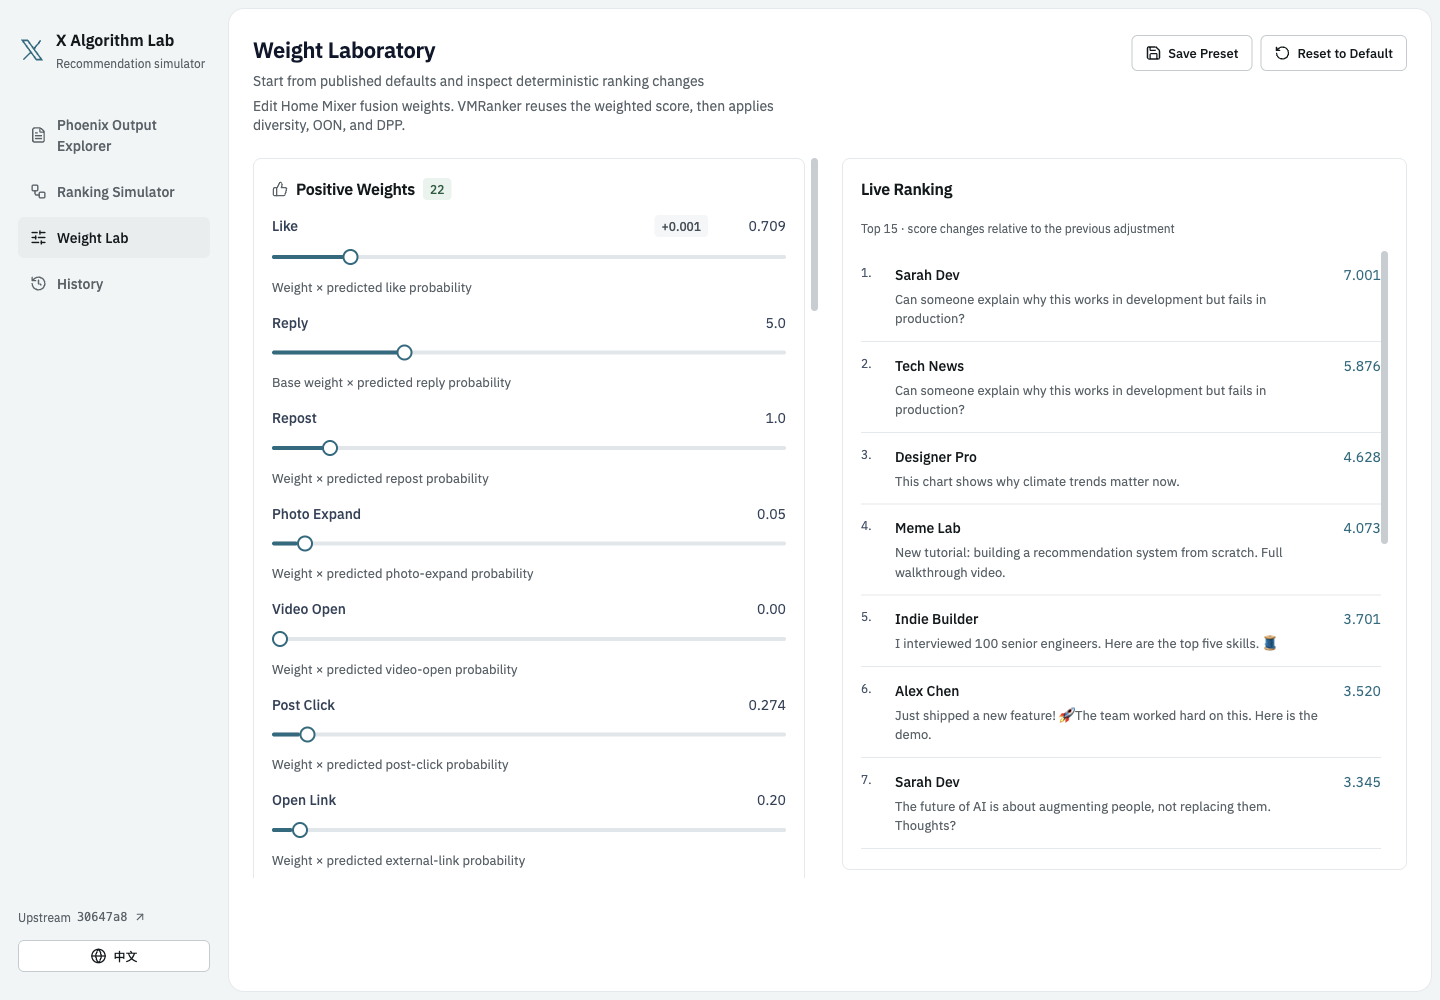 X Algorithm Lab
Recommendation simulator
Phoenix Output
Explorer
Ranking Simulator
Weight Lab
History
Upstream 30647a8
中文
Weight Laboratory
Start from published defaults and inspect deterministic ranking changes
Edit Home Mixer fusion weights. VMRanker reuses the weighted score, then applies
diversity, OON, and DPP.
Save Preset
Reset to Default
Positive Weights 22
Like +0.001 0.709
Weight × predicted like probability
Reply 5.0
Base weight × predicted reply probability
Repost 1.0
Weight × predicted repost probability
Photo Expand 0.05
Weight × predicted photo-expand probability
Video Open 0.00
Weight × predicted video-open probability
Post Click 0.274
Weight × predicted post-click probability
Open Link 0.20
Weight × predicted external-link probability
Live Ranking
Top 15 · score changes relative to the previous adjustment
1. Sarah Dev 7.001
Can someone explain why this works in development but fails in
production?
2. Tech News 5.876
Can someone explain why this works in development but fails in
production?
3. Designer Pro 4.628
This chart shows why climate trends matter now.
4. Meme Lab 4.073
New tutorial: building a recommendation system from scratch. Full
walkthrough video.
5. Indie Builder 3.701
I interviewed 100 senior engineers. Here are the top five skills. 🧵
6. Alex Chen 3.520
Just shipped a new feature! 🚀The team worked hard on this. Here is the
demo.
7. Sarah Dev 3.345
The future of AI is about augmenting people, not replacing them.
Thoughts?